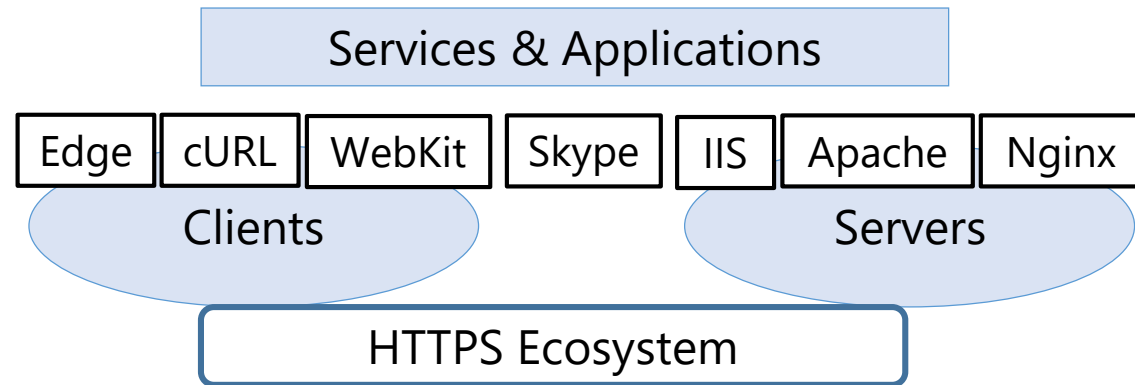 Services & Applications
Edge cURL WebKit Skype IIS Apache Nginx
Clients Servers
HTTPS Ecosystem